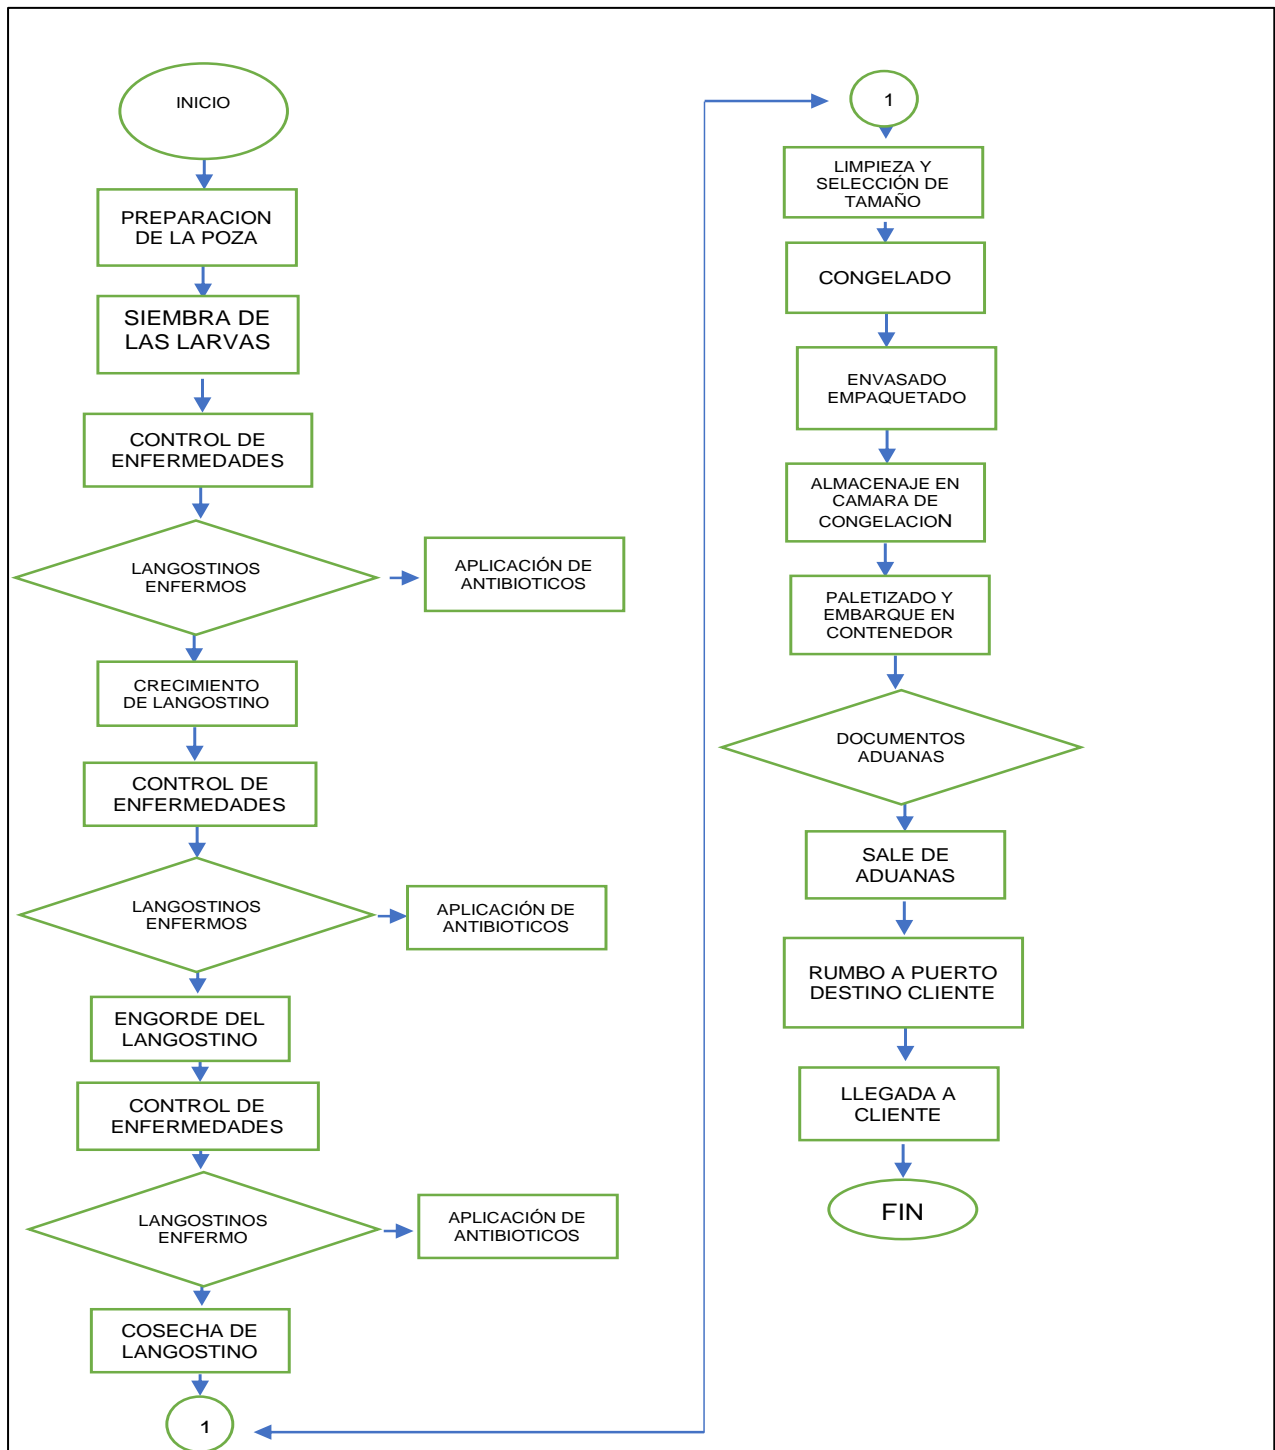 INICIO
PREPARACION
DE LA POZA
SIEMBRA DE
LAS LARVAS
CONTROL DE
ENFERMEDADES
LANGOSTINOS
ENFERMOS
APLICACIÓN DE
ANTIBIOTICOS
CRECIMIENTO
DE LANGOSTINO
CONTROL DE
ENFERMEDADES
LANGOSTINOS
ENFERMOS
APLICACIÓN DE
ANTIBIOTICOS
ENGORDE DEL
LANGOSTINO
CONTROL DE
ENFERMEDADES
LANGOSTINOS
ENFERMO
APLICACIÓN DE
ANTIBIOTICOS
COSECHA DE
LANGOSTINO
1
1
LIMPIEZA Y
SELECCIÓN DE
TAMAÑO
CONGELADO
ENVASADO
EMPAQUETADO
ALMACENAJE EN
CAMARA DE
CONGELACION
PALETIZADO Y
EMBARQUE EN
CONTENEDOR
DOCUMENTOS
ADUANAS
SALE DE
ADUANAS
RUMBO A PUERTO
DESTINO CLIENTE
LLEGADA A
CLIENTE
FIN